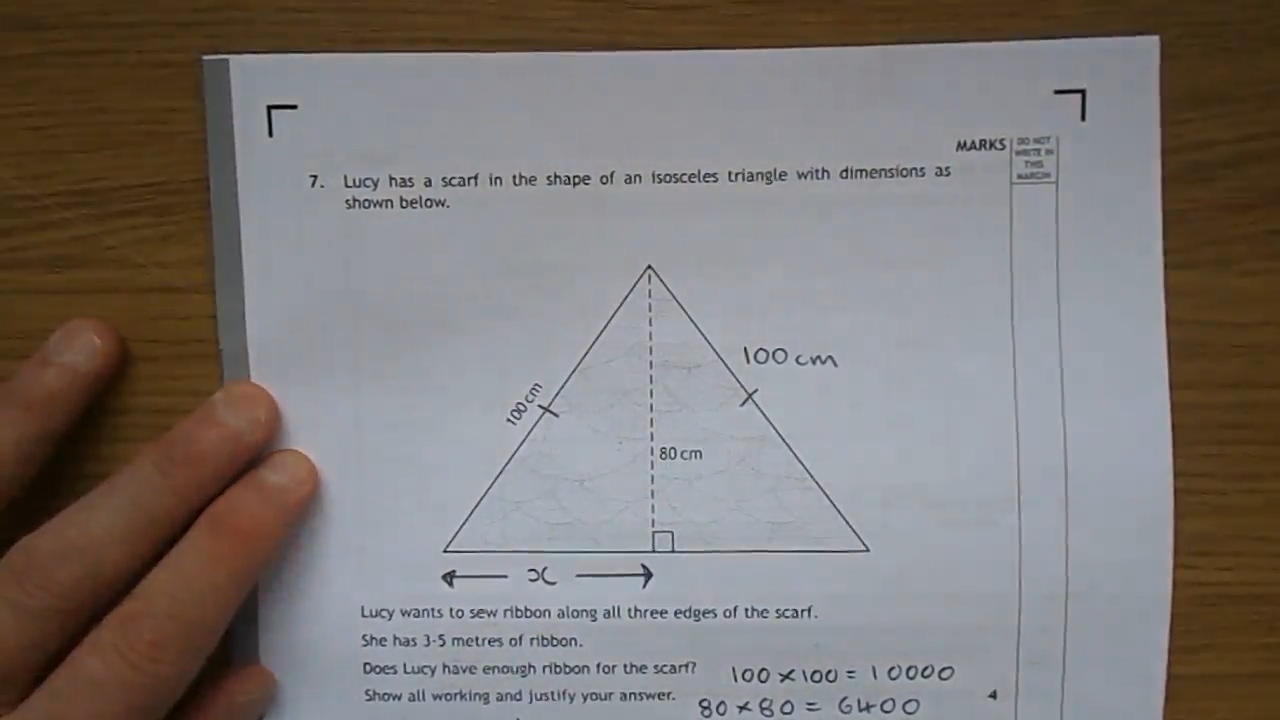 MARKS
DO NOT
WRITE IN
THIS
MARGIN
7. Lucy has a scarf in the shape of an isosceles triangle with dimensions as
shown below.
100 cm
100 cm
80 cm
x
Lucy wants to sew ribbon along all three edges of the scarf.
She has 3·5 metres of ribbon.
Does Lucy have enough ribbon for the scarf?
100 × 100 = 10000
Show all working and justify your answer.
4
80 × 80 = 6400